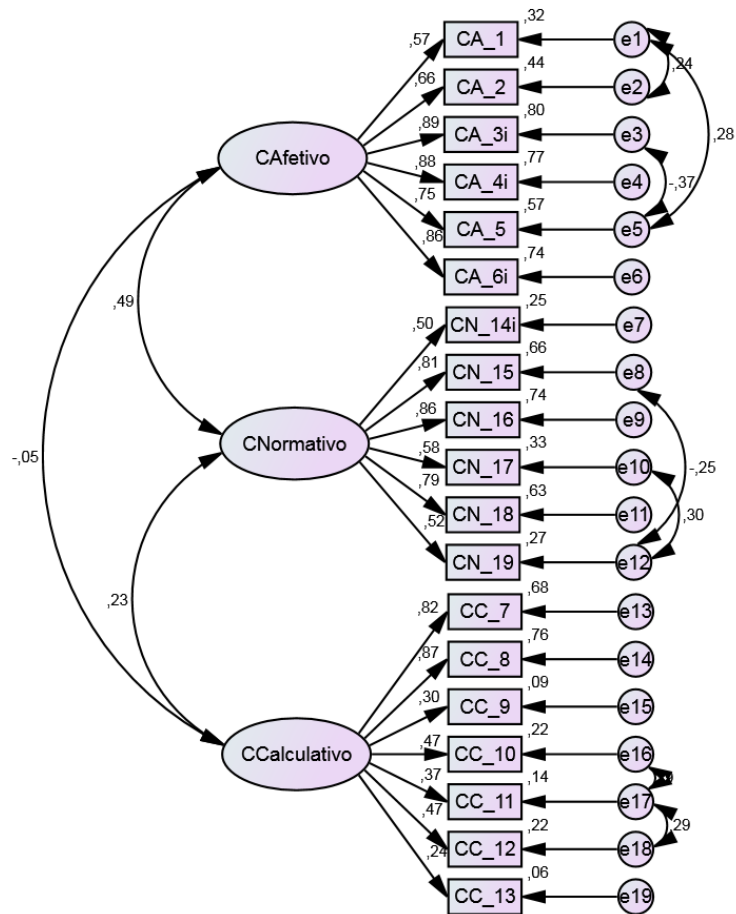 ,32
,57 CA_1 e1
,44 ,24
,66 CA_2 e2
,80
,89 CA_3i e3 ,28
CAfetivo
,77
,88 CA_4i e4 -,37
,57
,75 CA_5 e5
,74
,86 CA_6i e6
,49
,25
,50 CN_14i e7
,66
,81 CN_15 e8
,74
,86 CN_16 e9
CNormativo
-,05
,33
,58 CN_17 e10 -,25
,63
,79 CN_18 e11 ,30
,27
,52 CN_19 e12
,23
,68
,82 CC_7 e13
,76
,87 CC_8 e14
,09
,30 CC_9 e15
,22
,47 CC_10 e16
CCalculativo
,14
,37 CC_11 e17
,22
,47 CC_12 e18 ,29
,06
,24 CC_13 e19